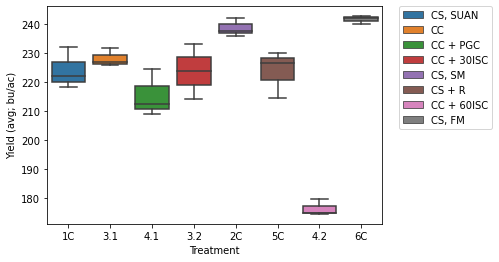 240
230
220
210
200
190
180
Yield (avg; bu/ac)
1C 3.1 4.1 3.2 2C 5C 4.2 6C
Treatment
CS, SUAN
CC
CC + PGC
CC + 30ISC
CS, SM
CS + R
CC + 60ISC
CS, FM